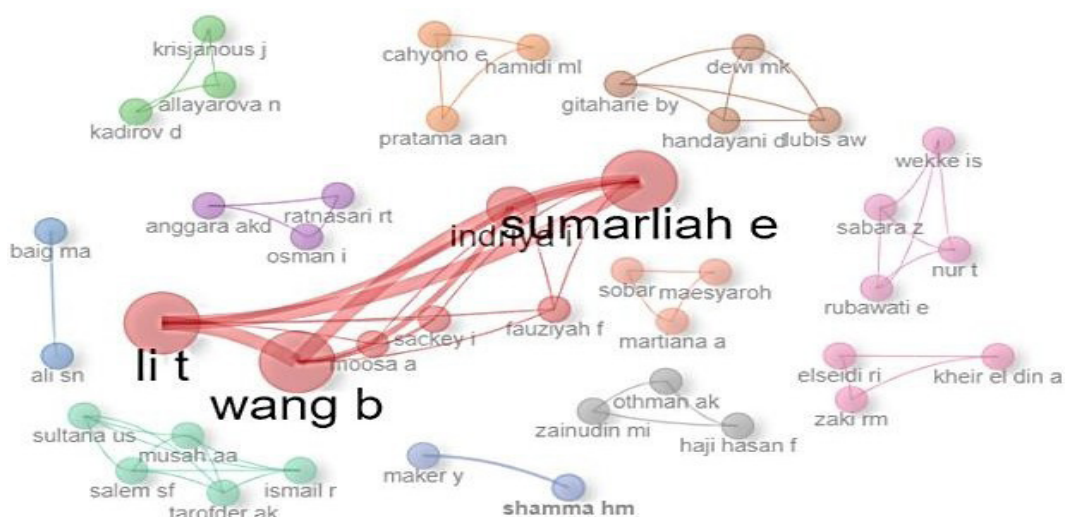 krisjanous j
allayarova n
kadirov d
cahyono e
hamidi ml
pratama aan
dewi mk
gitaharie by
handayani d
lubis aw
wekke is
sabara z
nur t
rubawati e
anggara akd
ratnasari rt
osman i
baig ma
ali sn
sumarliah e
indriya i
li t
wang b
sackey i
moosa a
fauziyah f
sobar
maesyaroh
martiana a
elseidi ri
kheir el din a
zaki rm
othman ak
zainudin mi
haji hasan f
sultana us
musah aa
salem sf
ismail r
tarofder ak
maker y
shamma hm